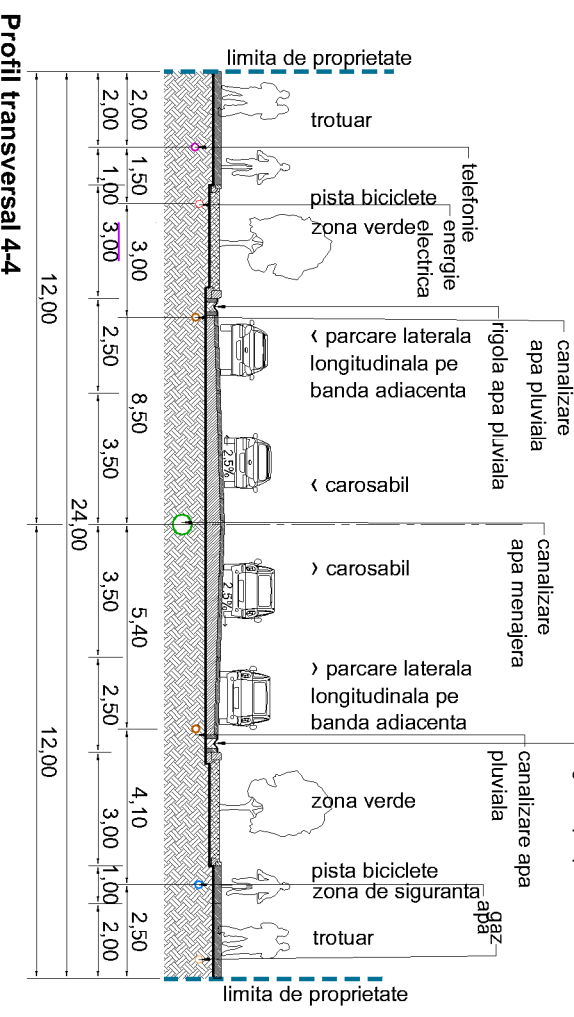 Profil transversal 4-4
limita de proprietate
trotuar
telefonie
pista biciclete
zona verde
energie
electrica
‹ parcare laterala
longitudinala pe
banda adiacenta
rigola apa pluviala
canalizare
apa pluviala
‹ carosabil
canalizare
apa menajera
› carosabil
› parcare laterala
longitudinala pe
banda adiacenta
canalizare apa
pluviala
zona verde
pista biciclete
zona de siguranta
apa
gaz
trotuar
limita de proprietate
2,5%
2,5%
2,00
1,50
3,00
8,50
5,40
4,10
2,50
2,00
1,00
3,00
2,50
3,50
3,50
2,50
3,00
1,00
2,00
24,00
12,00
12,00